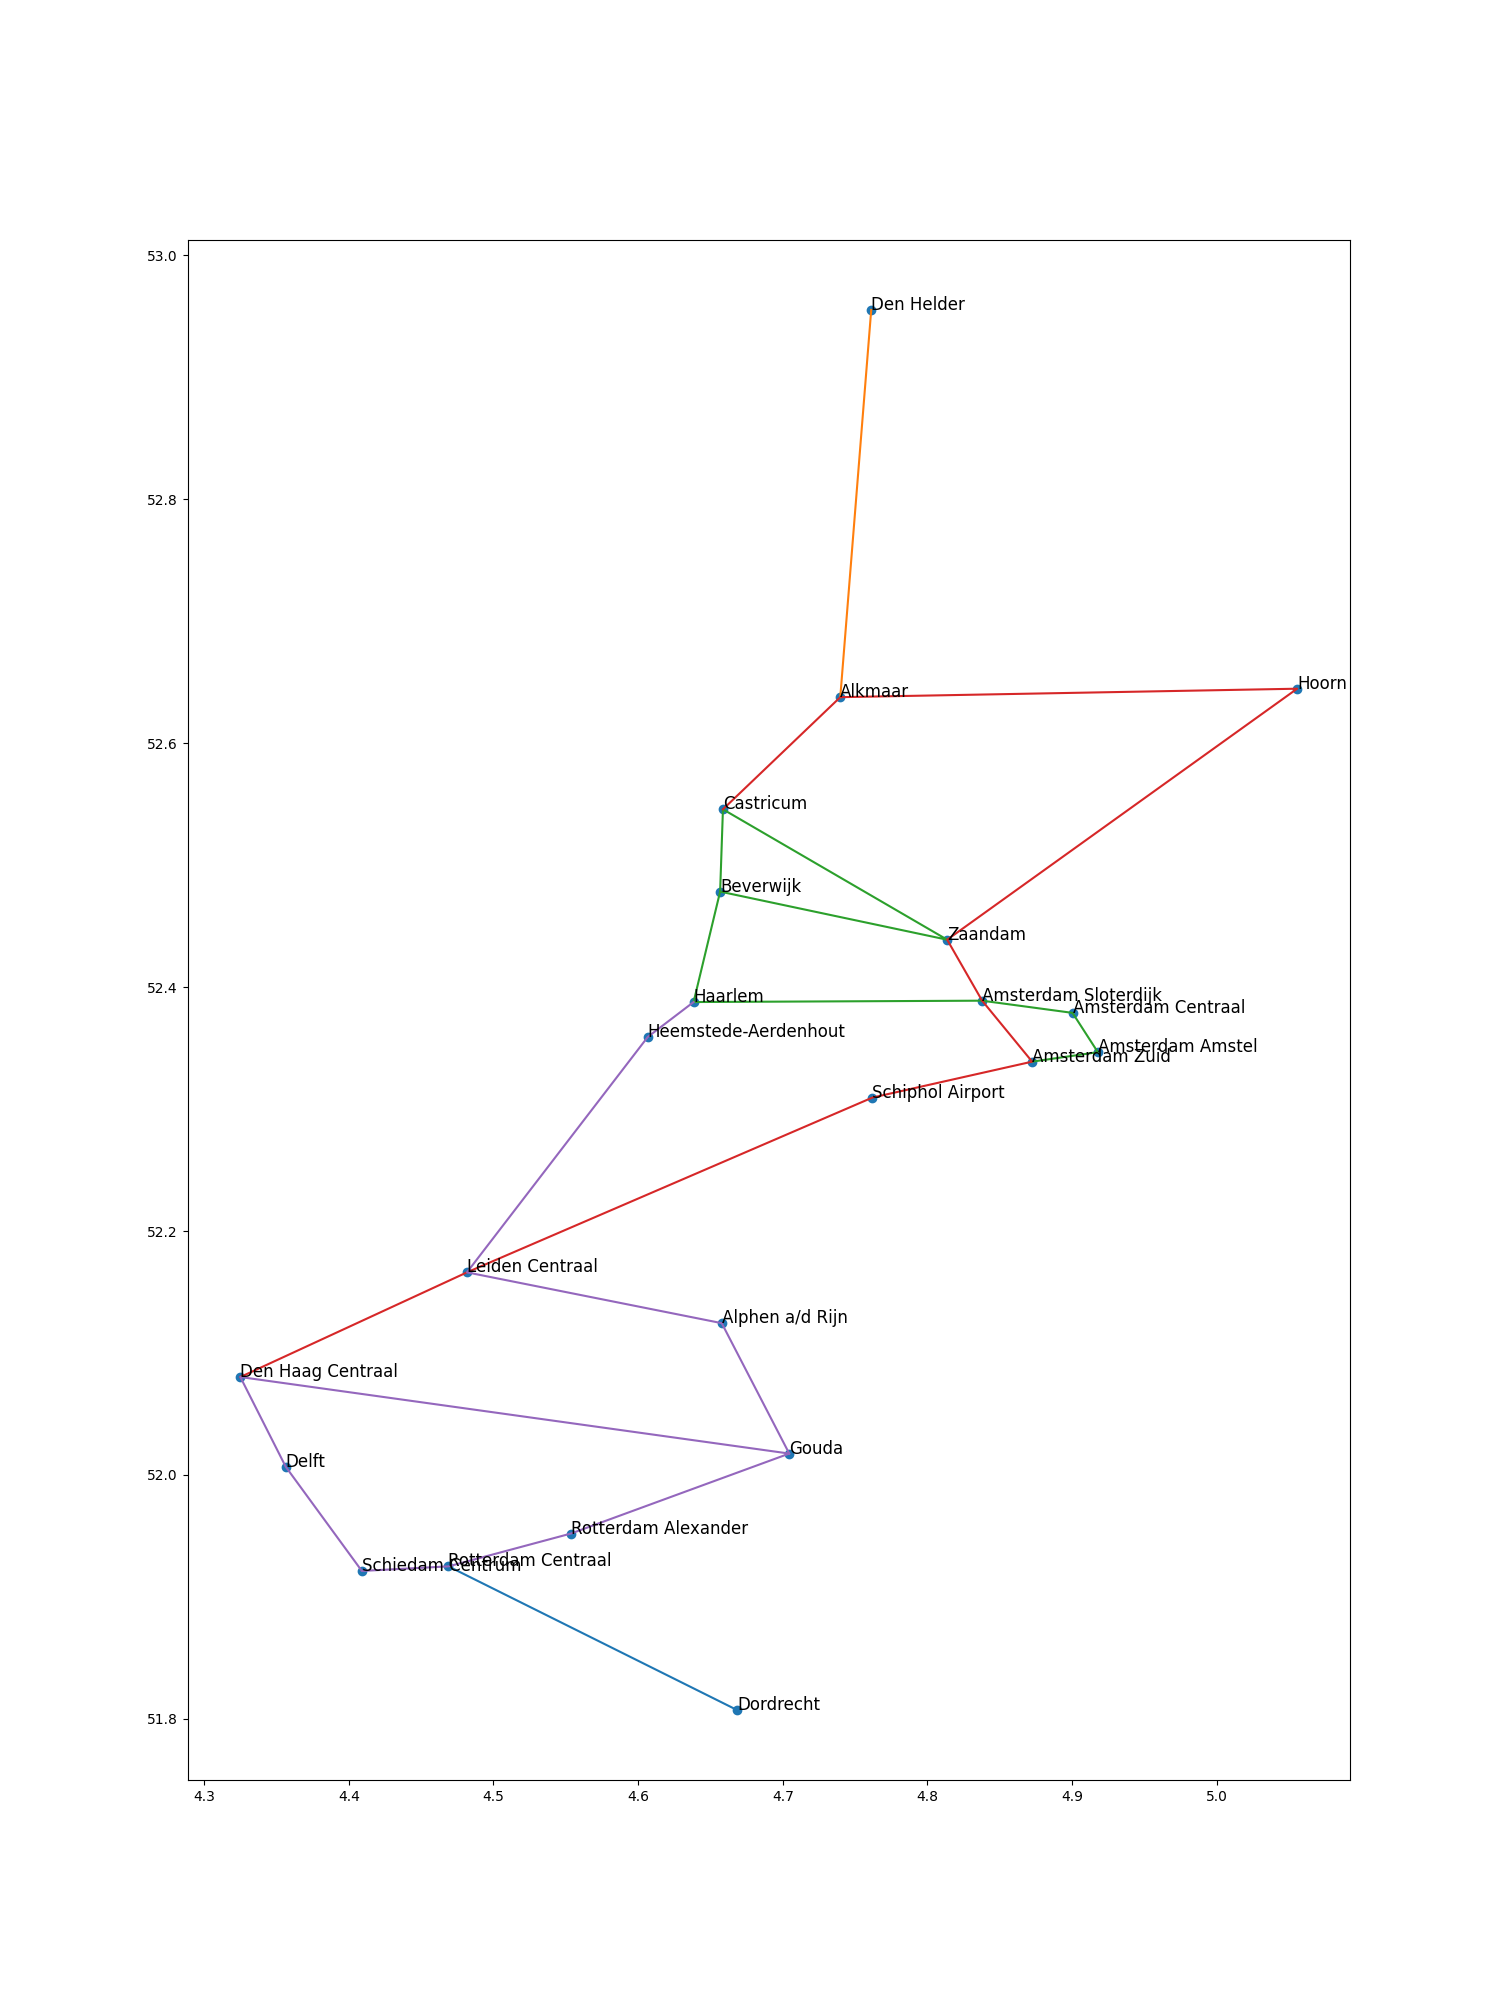 53.0
Den Helder
52.8
Alkmaar
Hoorn
52.6
Castricum
Beverwijk
Zaandam
52.4
Haarlem
Amsterdam Sloterdijk
Amsterdam Centraal
Heemstede-Aerdenhout
Amsterdam Amstel
Amsterdam Zuid
Schiphol Airport
52.2
Leiden Centraal
Alphen a/d Rijn
Den Haag Centraal
Gouda
Delft
52.0
Rotterdam Alexander
Rotterdam Centraal
Schiedam Centrum
Dordrecht
51.8
4.3 4.4 4.5 4.6 4.7 4.8 4.9 5.0